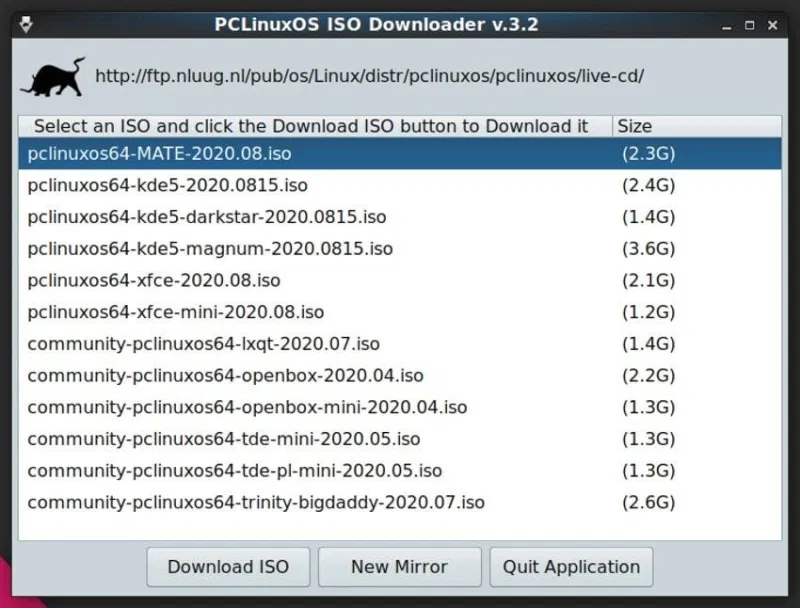 PCLinuxOS ISO Downloader v.3.2
http://ftp.nluug.nl/pub/os/Linux/distr/pclinuxos/pclinuxos/live-cd/
Select an ISO and click the Download ISO button to Download it Size
pclinuxos64-MATE-2020.08.iso (2.3G)
pclinuxos64-kde5-2020.0815.iso (2.4G)
pclinuxos64-kde5-darkstar-2020.0815.iso (1.4G)
pclinuxos64-kde5-magnum-2020.0815.iso (3.6G)
pclinuxos64-xfce-2020.08.iso (2.1G)
pclinuxos64-xfce-mini-2020.08.iso (1.2G)
community-pclinuxos64-lxqt-2020.07.iso (1.4G)
community-pclinuxos64-openbox-2020.04.iso (2.2G)
community-pclinuxos64-openbox-mini-2020.04.iso (1.3G)
community-pclinuxos64-tde-mini-2020.05.iso (1.3G)
community-pclinuxos64-tde-pl-mini-2020.05.iso (1.3G)
community-pclinuxos64-trinity-bigdaddy-2020.07.iso (2.6G)
Download ISO New Mirror Quit Application